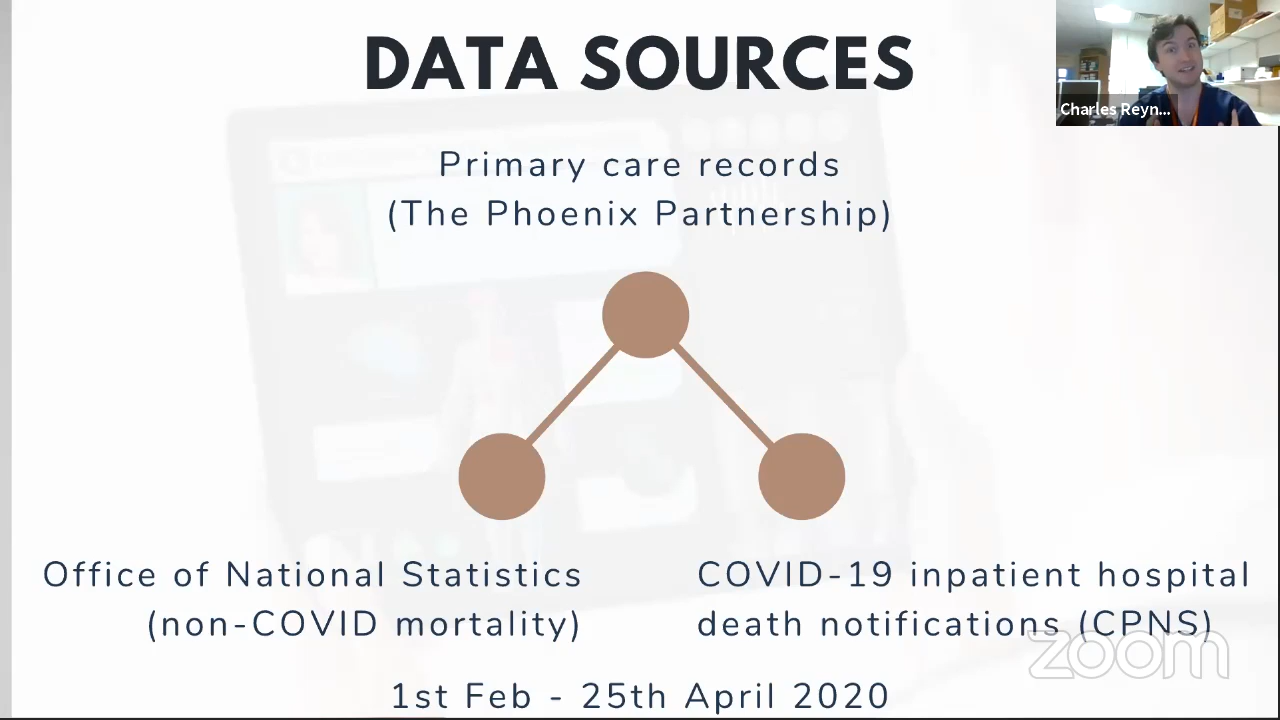 DATA SOURCES
Charles Reyn...
Primary care records
(The Phoenix Partnership)
Office of National Statistics
(non-COVID mortality)
COVID-19 inpatient hospital
death notifications (CPNS)
zoom
1st Feb - 25th April 2020